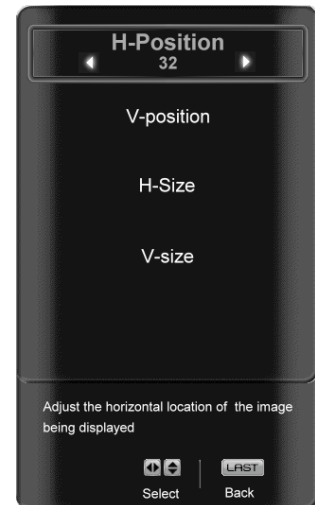 H-Position
32
V-position
H-Size
V-size
Adjust the horizontal location of the image
being displayed
LAST
Select
Back